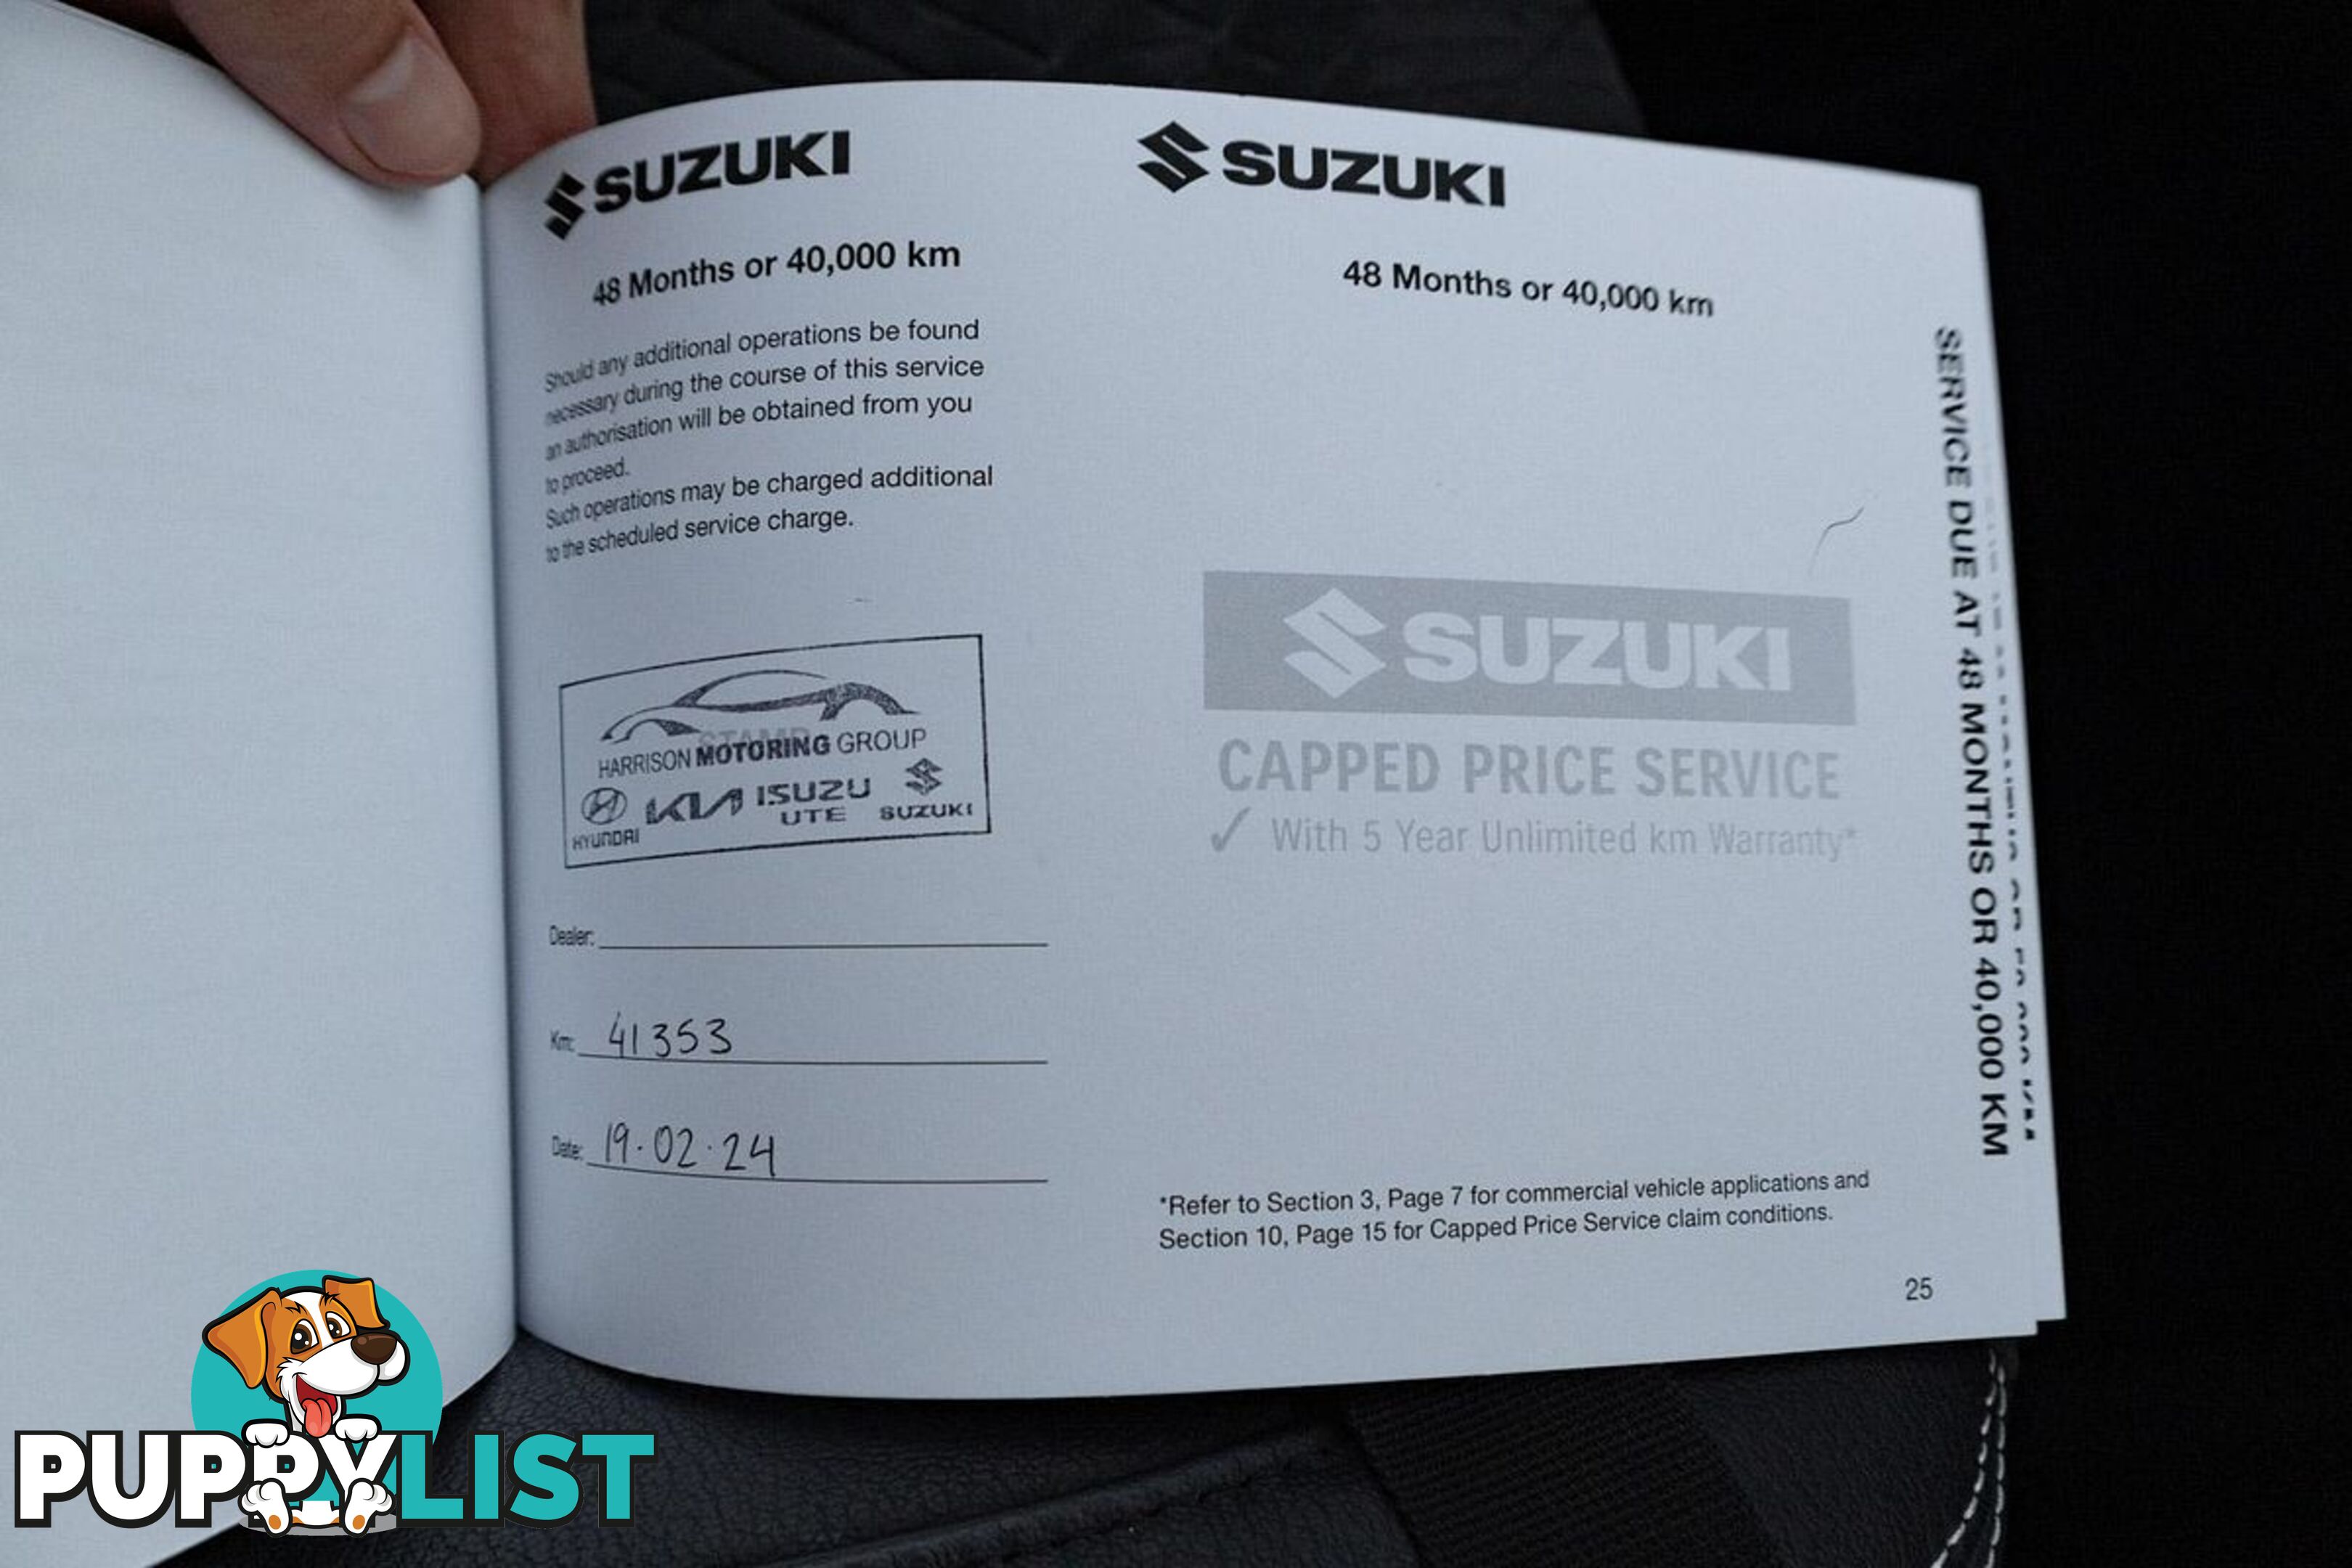 SUZUKI
48 Months or 40,000 km
Should any additional operations be found
necessary during the course of this service
an authorisation will be obtained from you
to proceed.
Such operations may be charged additional
to the scheduled service charge.
STAMP
HARRISON MOTORING GROUP
HYUNDAI KIA ISUZU UTE SUZUKI
Dealer:
Km: 41353
Date: 19.02.24
SUZUKI
48 Months or 40,000 km
SUZUKI
CAPPED PRICE SERVICE
✓ With 5 Year Unlimited km Warranty*
*Refer to Section 3, Page 7 for commercial vehicle applications and
Section 10, Page 15 for Capped Price Service claim conditions.
25
SERVICE DUE AT 48 MONTHS OR 40,000 KM
PUPPYLIST